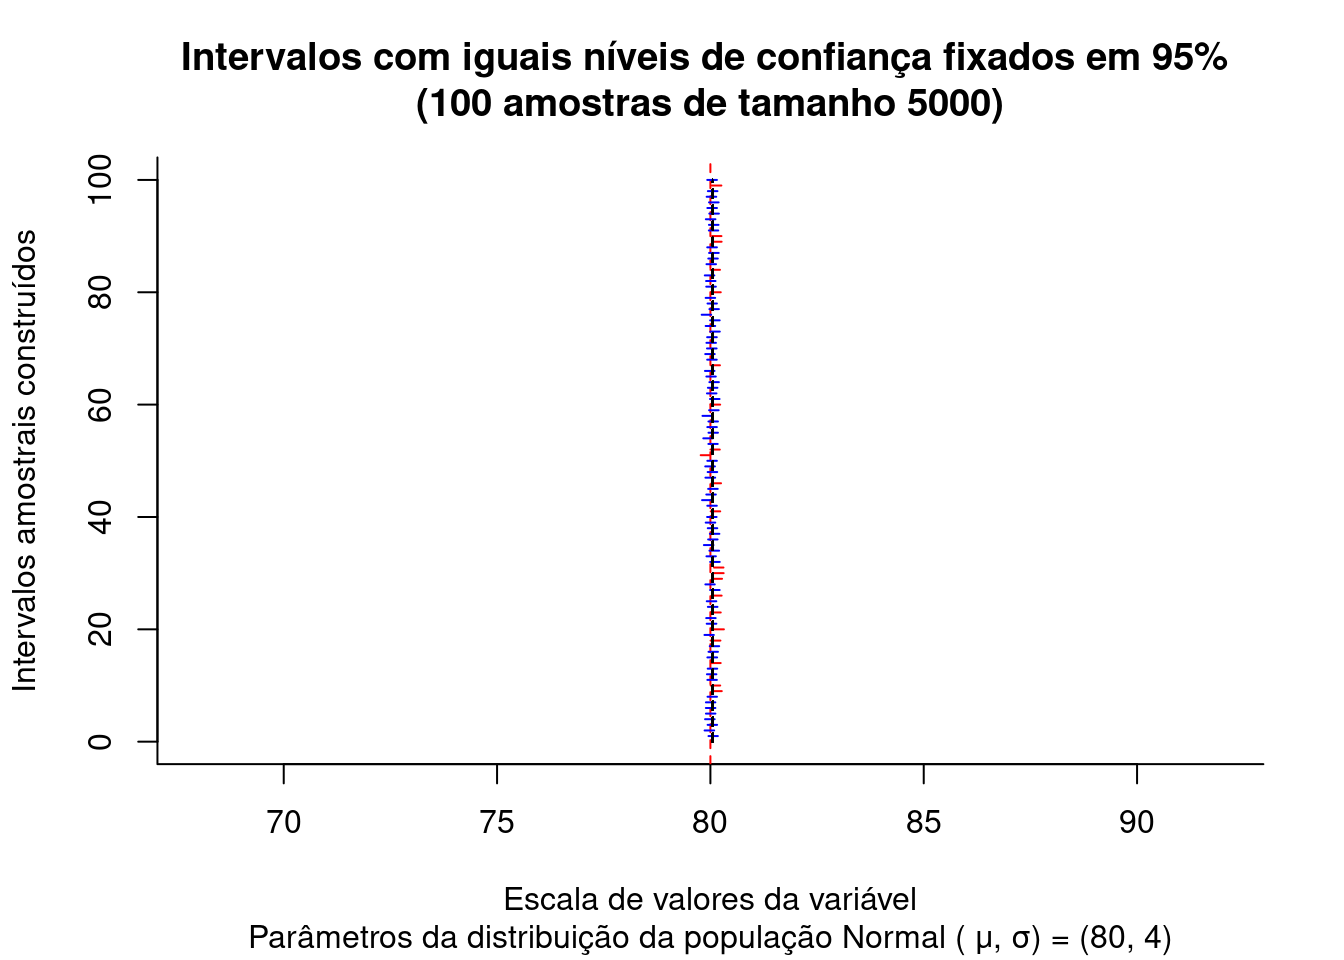 Intervalos com iguais níveis de confiança fixados em 95%
(100 amostras de tamanho 5000)
Intervalos amostrais construídos
100
80
60
40
20
0
70 75 80 85 90
Escala de valores da variável
Parâmetros da distribuição da população Normal ( μ, σ) = (80, 4)